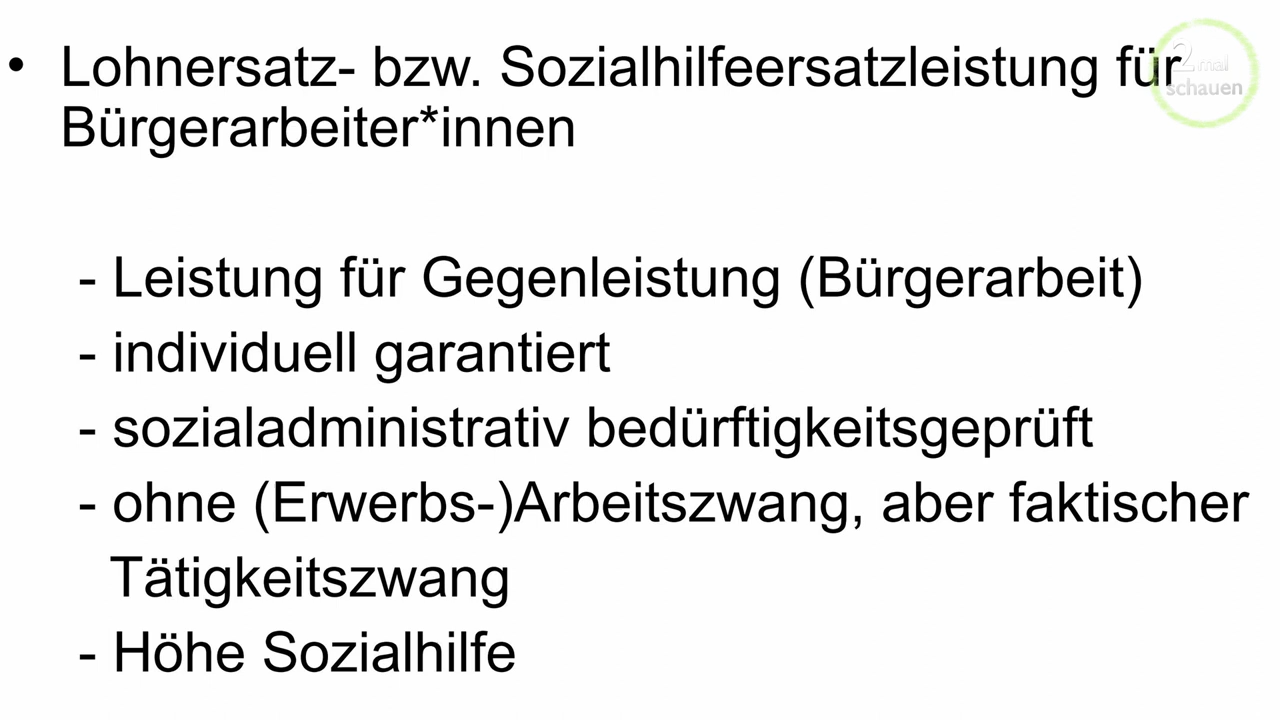 • Lohnersatz- bzw. Sozialhilfeersatzleistung für
Bürgerarbeiter*innen
- Leistung für Gegenleistung (Bürgerarbeit)
- individuell garantiert
- sozialadministrativ bedürftigkeitsgeprüft
- ohne (Erwerbs-)Arbeitszwang, aber faktischer
Tätigkeitszwang
- Höhe Sozialhilfe
2mal
schauen